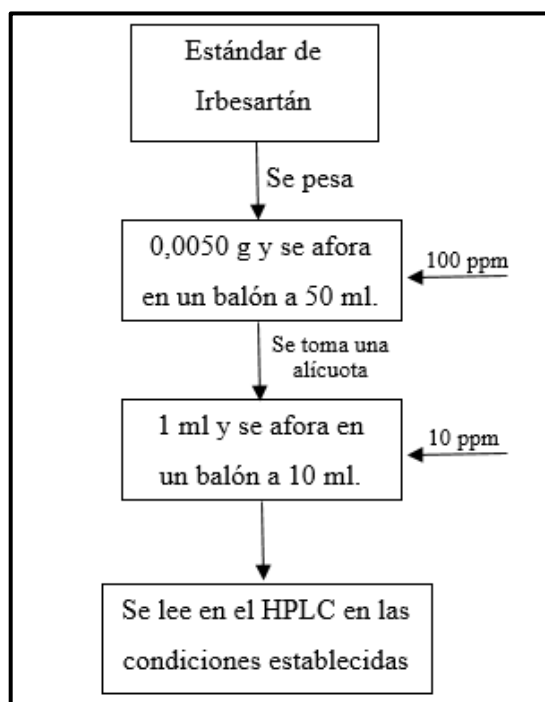 Estándar de
Irbesartán
Se pesa
0,0050 g y se afora
en un balón a 50 ml.
100 ppm
Se toma una
alícuota
1 ml y se afora en
un balón a 10 ml.
10 ppm
Se lee en el HPLC en las
condiciones establecidas